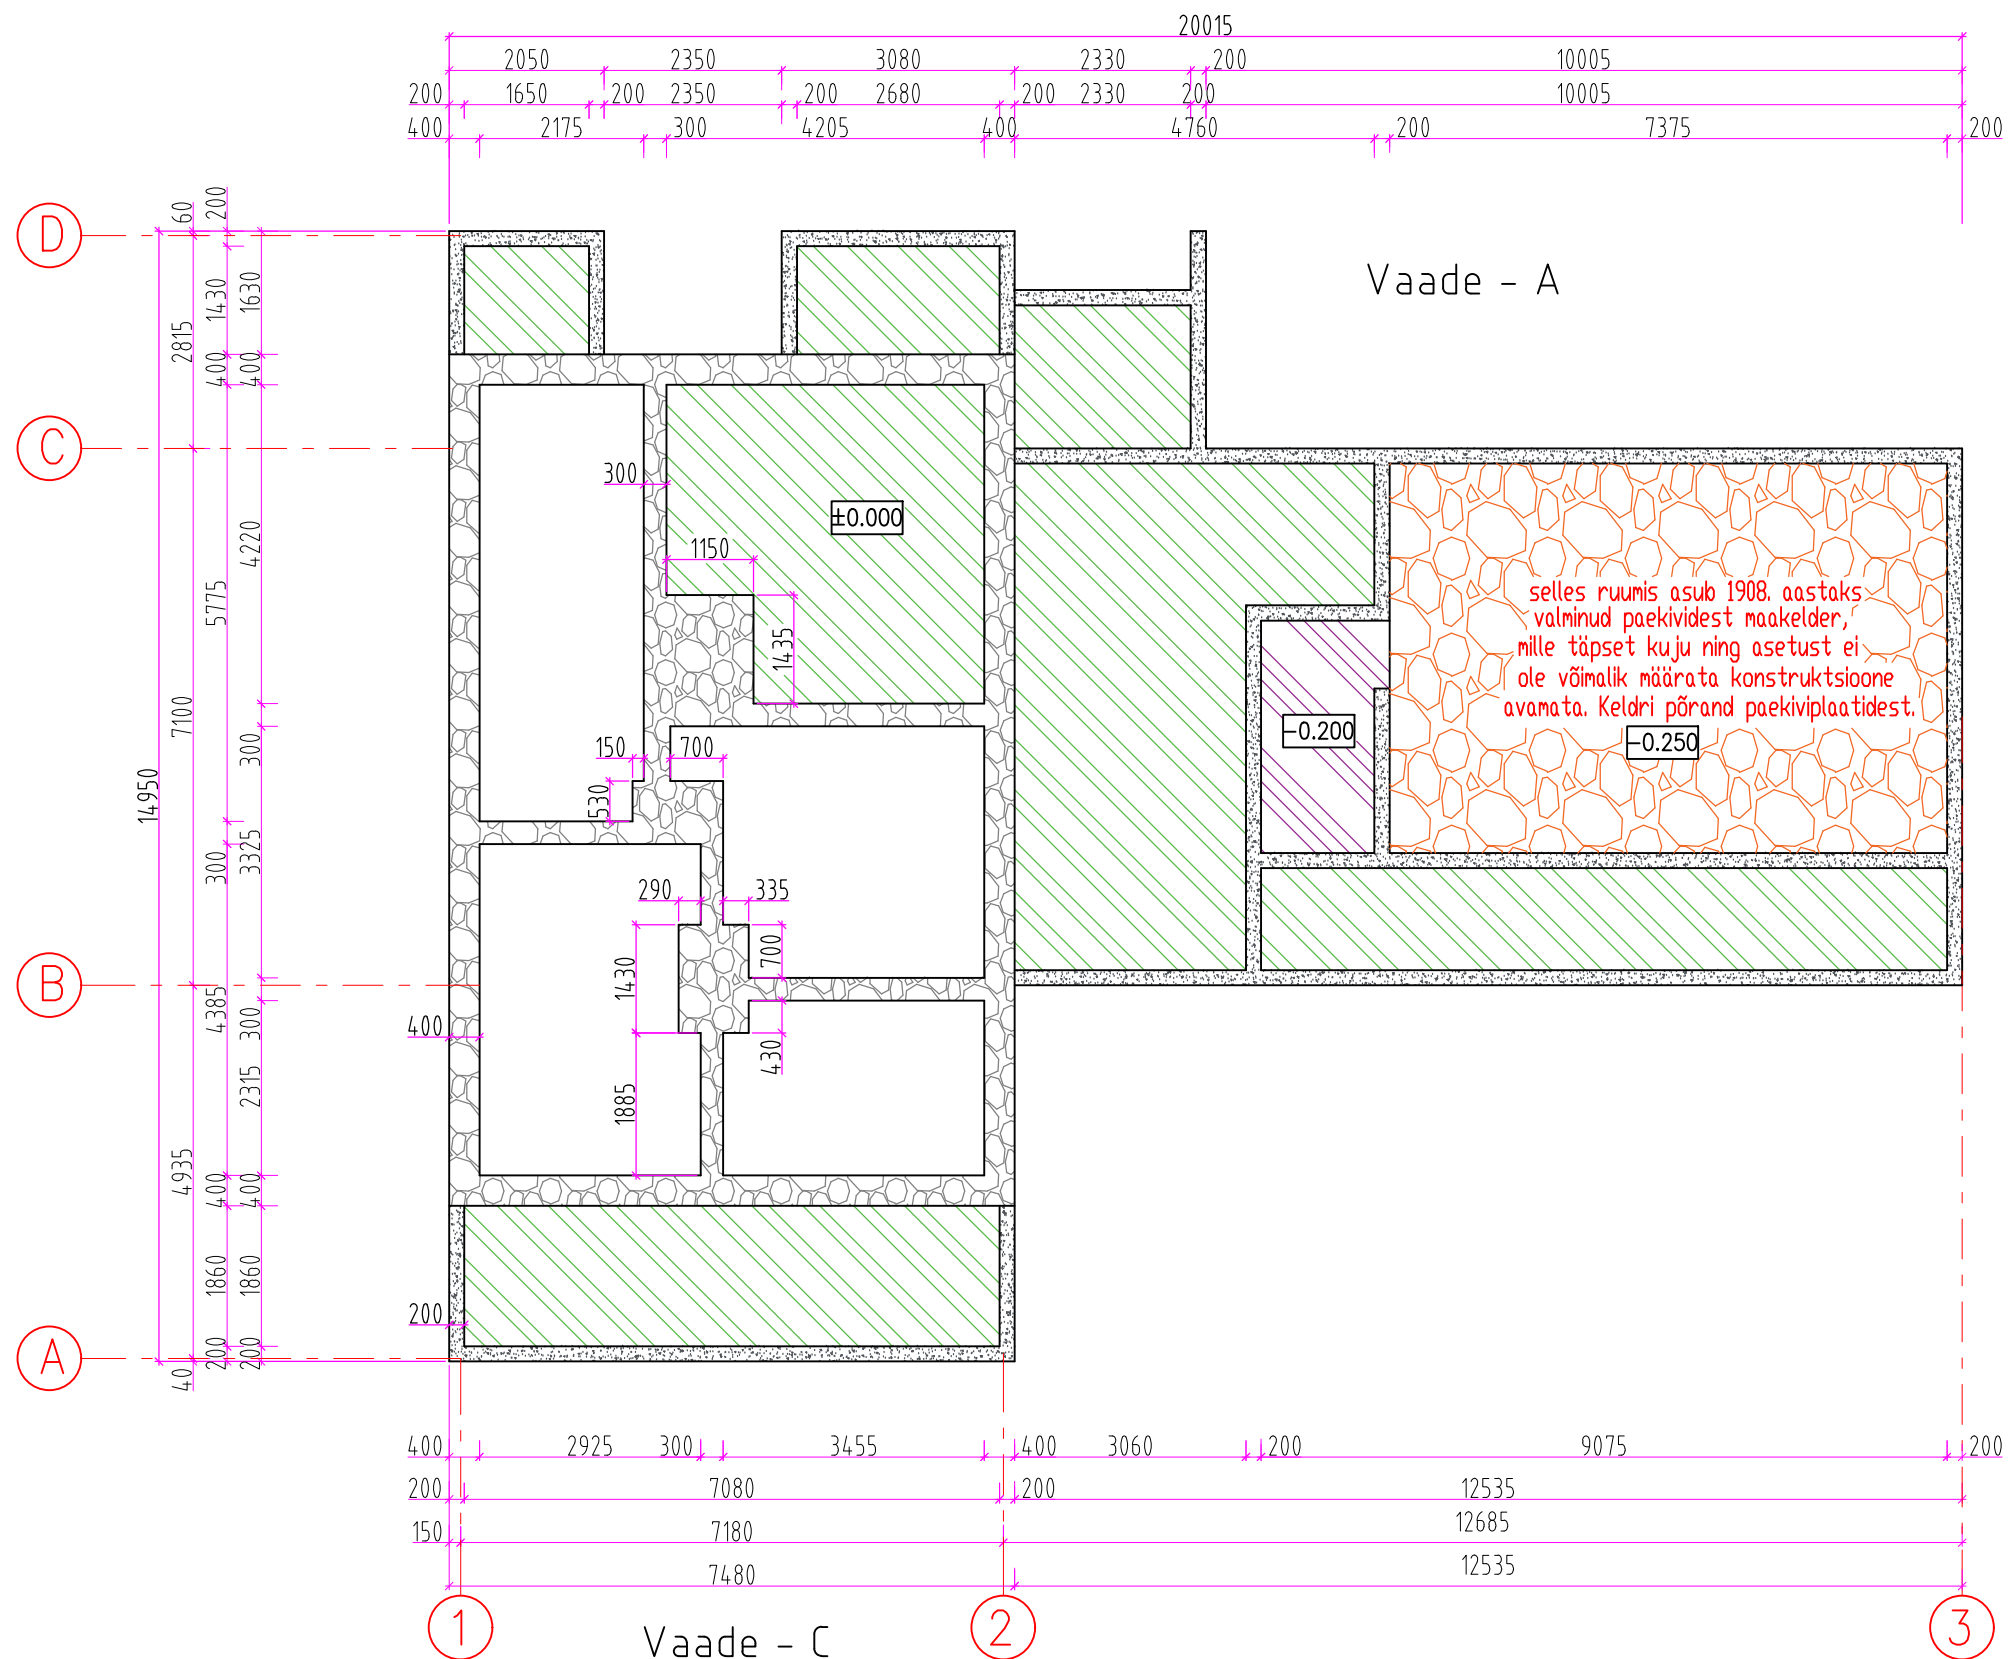 20015
2050 2350 3080 2330 200 10005
200 1650 200 2350 200 2680 200 2330 200 10005
400 2175 300 4205 400 4760 200 7375 200
D
C
B
A
14950
60 2815 7100 4935 40
200 1430 400 5775 300 4385 400 1860 200
1630 400 4220 300 3325 300 2315 400 1860 200
Vaade - A
300
±0.000
1150
1435
selles ruumis asub 1908. aastaks
valminud paekividest maakelder,
mille täpset kuju ning asetust ei
ole võimalik määrata konstruktsioone
avamata. Keldri põrand paekiviplaatidest.
-0.200
-0.250
150 700
530
290 335
1430
700
400
430
1885
200
400 2925 300 3455 400 3060 200 9075 200
200 7080 200 12535
150 7180 12685
7480 12535
1 2 3
Vaade - C